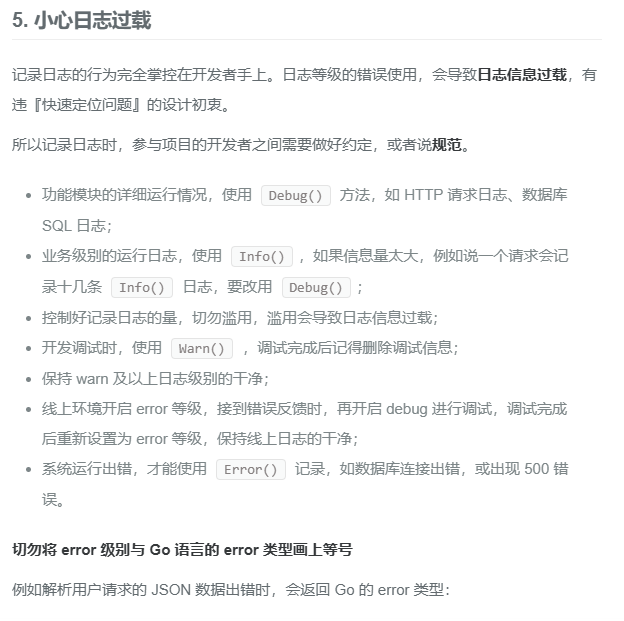 5. 小心日志过载
记录日志的行为完全掌控在开发者手上。日志等级的错误使用，会导致日志信息过载，有
违『快速定位问题』的设计初衷。
所以记录日志时，参与项目的开发者之间需要做好约定，或者说规范。
• 功能模块的详细运行情况，使用 Debug() 方法，如 HTTP 请求日志、数据库
SQL 日志；
• 业务级别的运行日志，使用 Info() ，如果信息量太大，例如说一个请求会记
录十几条 Info() 日志，要改用 Debug() ；
• 控制好记录日志的量，切勿滥用，滥用会导致日志信息过载；
• 开发调试时，使用 Warn() ，调试完成后记得删除调试信息；
• 保持 warn 及以上日志级别的干净；
• 线上环境开启 error 等级，接到错误反馈时，再开启 debug 进行调试，调试完成
后重新设置为 error 等级，保持线上日志的干净；
• 系统运行出错，才能使用 Error() 记录，如数据库连接出错，或出现 500 错
误。
切勿将 error 级别与 Go 语言的 error 类型画上等号
例如解析用户请求的 JSON 数据出错时，会返回 Go 的 error 类型：